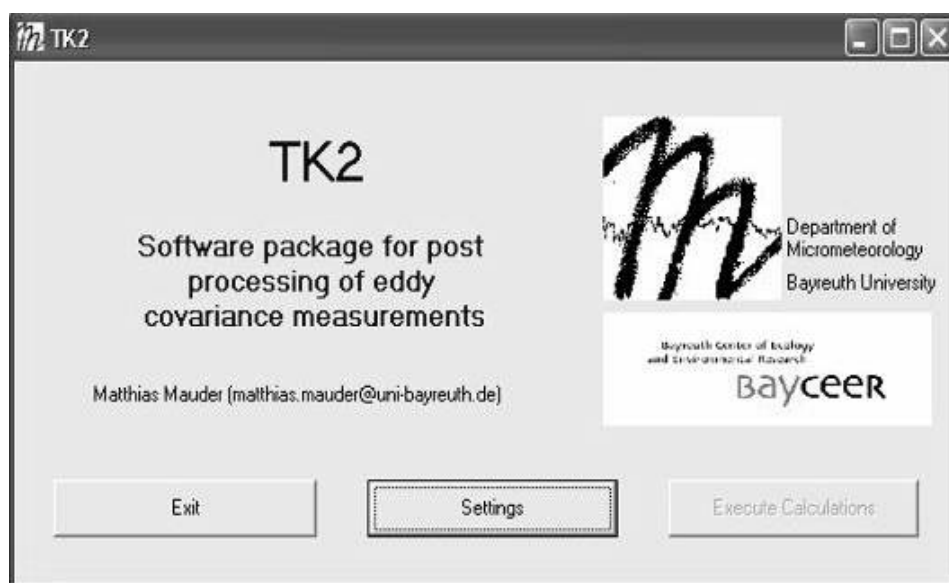 TK2
TK2
Software package for post
processing of eddy
covariance measurements
Matthias Mauder (matthias.mauder@uni-bayreuth.de)
Department of
Micrometeorology
Bayreuth University
Bayreuth Center of Ecology
and Environmental Research
BayCEER
Exit
Settings
Execute Calculations